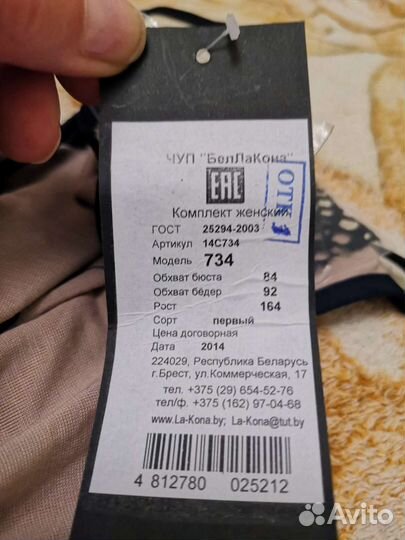 ЧУП "БелЛаКона"
ЕАС
ОТК 1
Комплект женский
ГОСТ 25294-2003
Артикул 14С734
Модель 734
Обхват бюста 84
Обхват бёдер 92
Рост 164
Сорт первый
Цена договорная
Дата 2014
224029, Республика Беларусь
г.Брест, ул.Коммерческая, 17
тел. +375 (29) 654-52-76
тел/ф. +375 (162) 97-04-68
www.La-Kona.by; La-Kona@tut.by
4 812780 025212
Avito